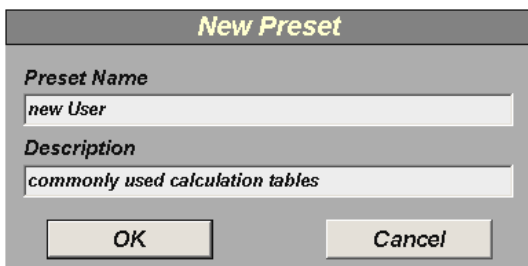 New Preset
Preset Name
new User
Description
commonly used calculation tables
OK Cancel